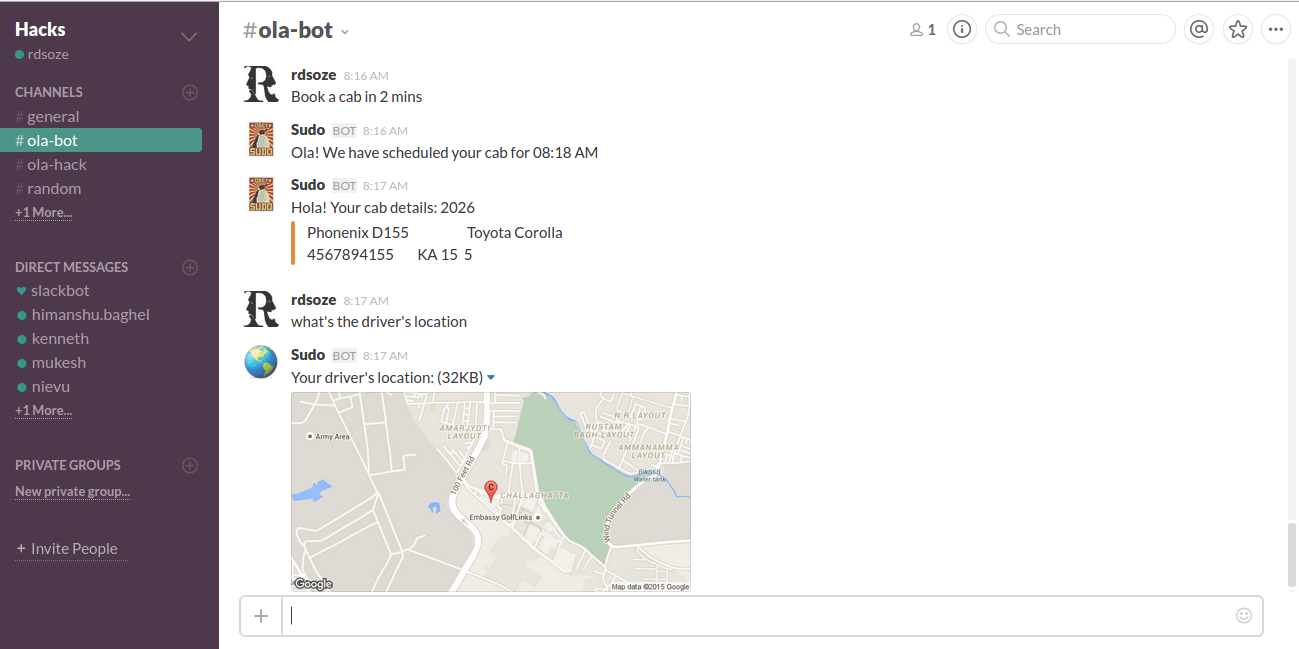 Hacks
rdsoze
CHANNELS
# general
# ola-bot
# ola-hack
# random
+1 More...
DIRECT MESSAGES
slackbot
himanshu.baghel
kenneth
mukesh
nievu
+1 More...
PRIVATE GROUPS
New private group...
+ Invite People
#ola-bot
1
Search
rdsoze 8:16 AM
Book a cab in 2 mins
Sudo BOT 8:16 AM
Ola! We have scheduled your cab for 08:18 AM
Sudo BOT 8:17 AM
Hola! Your cab details: 2026
Phonenix D155 Toyota Corolla
4567894155 KA 15 5
rdsoze 8:17 AM
what's the driver's location
Sudo BOT 8:17 AM
Your driver's location: (32KB)
N R LAYOUT
AMARJYOTI
LAYOUT
RUSTAM
BAGH LAYOUT
Army Area
AMMANAMMA
LAYOUT
BWSSB
Water tank
100 Feet Rd
C
CHALLAGHATTA
Embassy GolfLinks
Wind Tunnel Rd
Google
Map data ©2015 Google